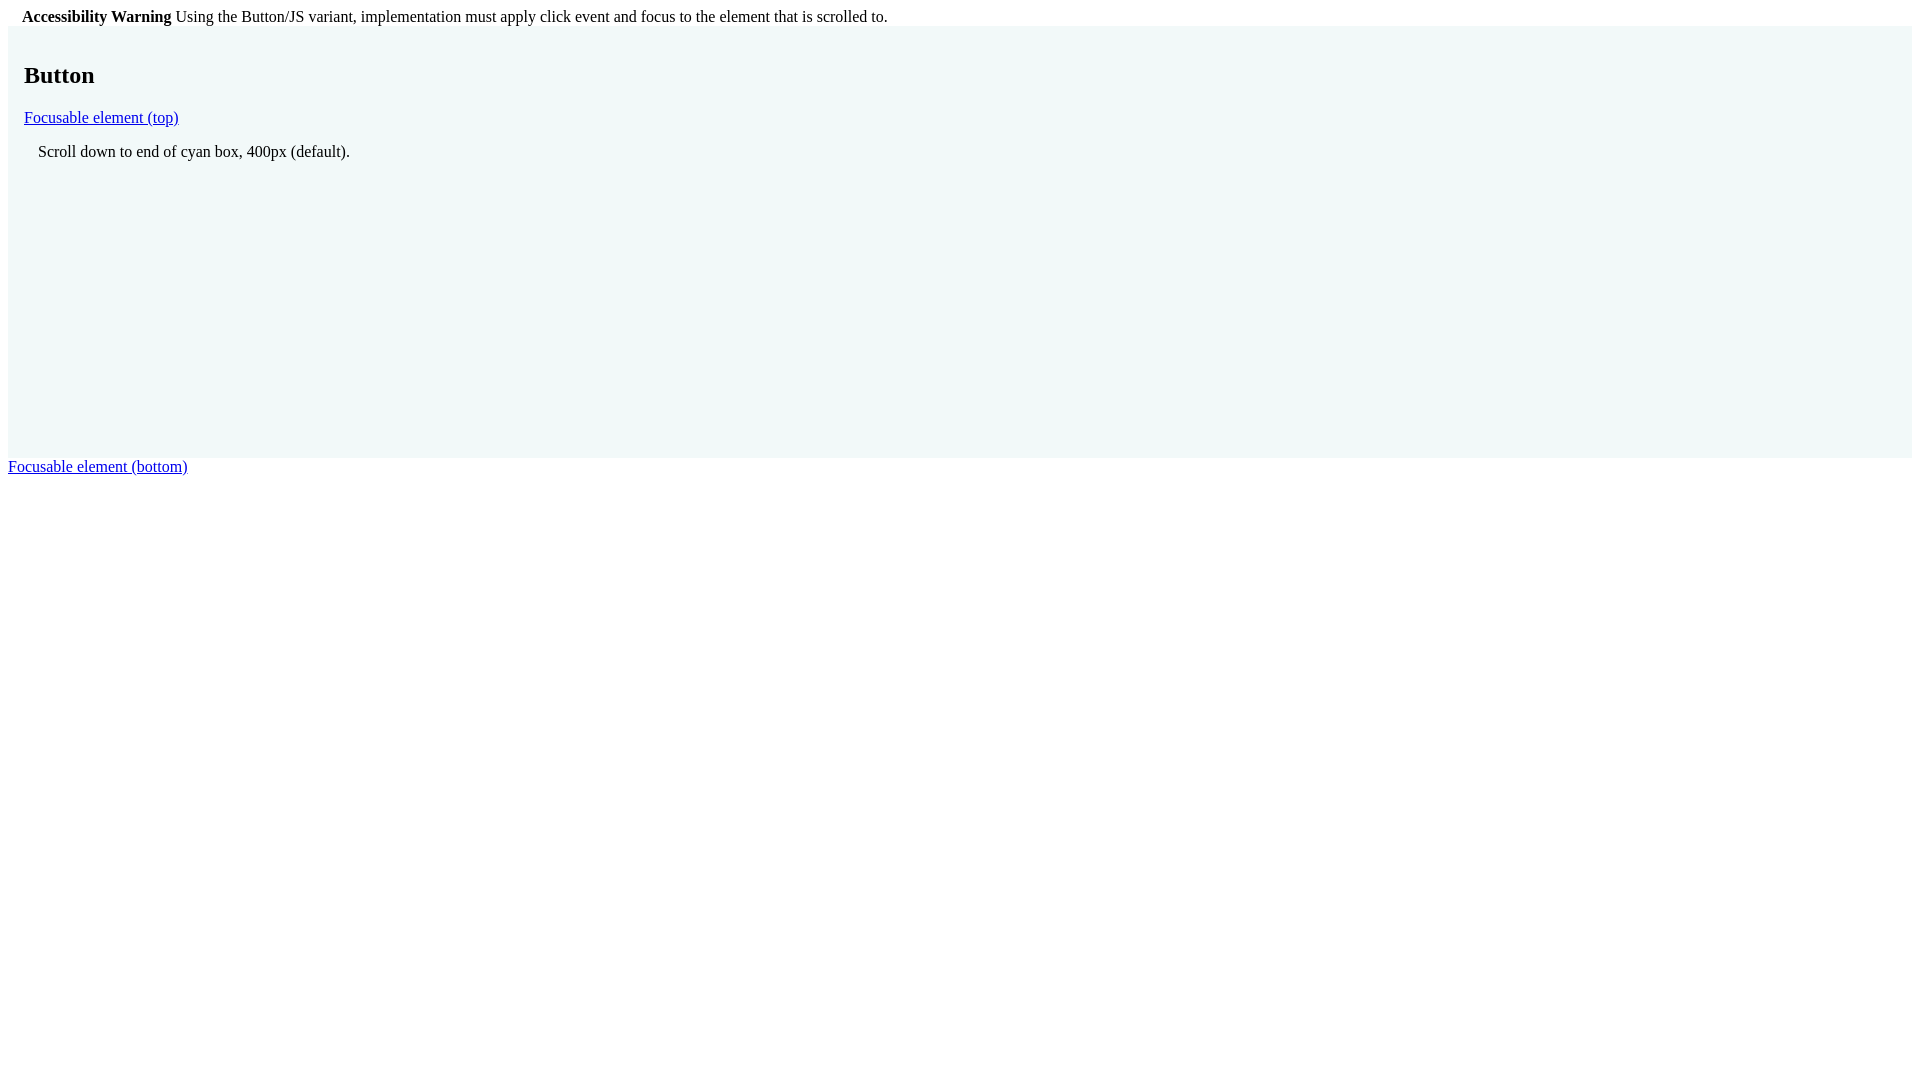 Accessibility Warning Using the Button/JS variant, implementation must apply click event and focus to the element that is scrolled to.
Button
Focusable element (top)
Scroll down to end of cyan box, 400px (default).
Focusable element (bottom)